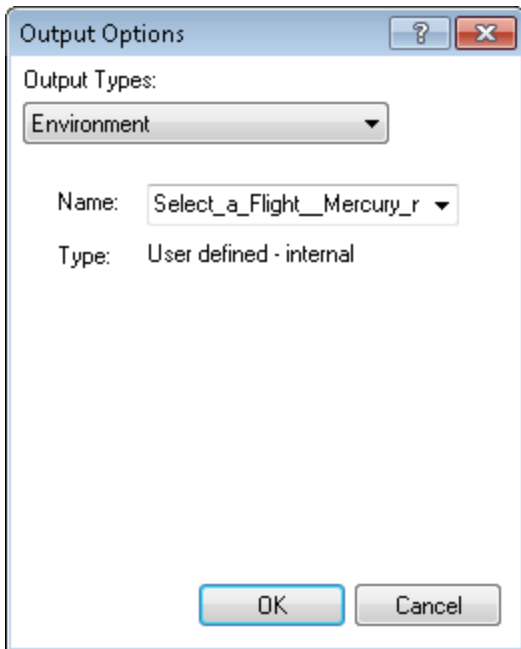 Output Options
Output Types:
Environment
Name: Select_a_Flight__Mercury_r
Type: User defined - internal
OK Cancel